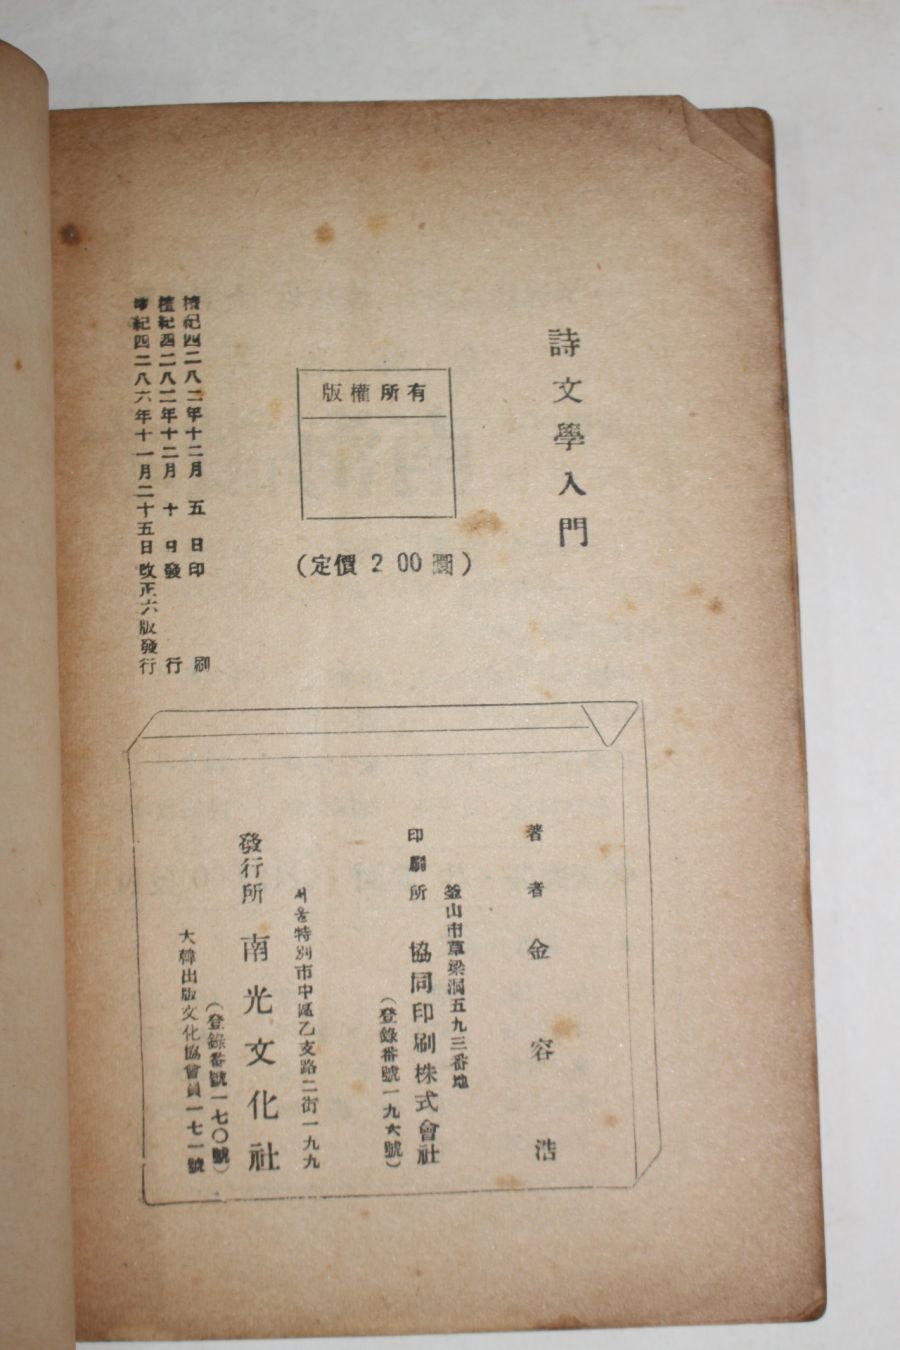 詩文學入門
版權所有
(定價 200圜)
檀紀四二八二年十二月 五 日印 刷
檀紀四二八二年十二月 十 日發 行
檀紀四二八六年十一月二十五日改正六版發行
著者 金容浩
釜山市草梁洞五九三番地
印刷所 協同印刷株式會社
(登錄番號一九六號)
서울特別市中區乙支路二街一九九
發行所 南光文化社
(登錄番號一七〇號)
大韓出版文化協會員一七一號